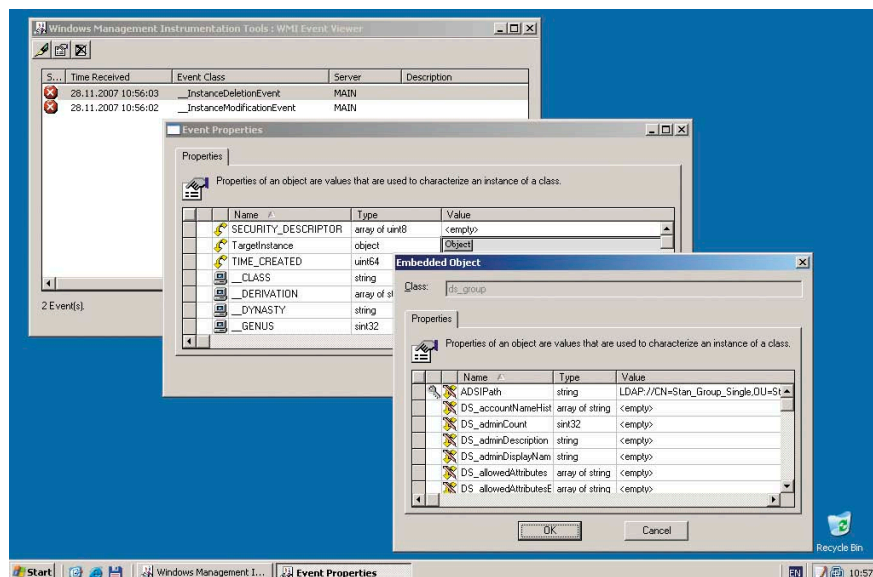 Windows Management Instrumentation Tools : WMI Event Viewer
S... Time Received Event Class Server Description
28.11.2007 10:56:03 __InstanceDeletionEvent MAIN
28.11.2007 10:56:02 __InstanceModificationEvent MAIN
2 Event(s).
Event Properties
Properties
Properties of an object are values that are used to characterize an instance of a class.
Name Type Value
SECURITY_DESCRIPTOR array of uint8 <empty>
TargetInstance object Object
TIME_CREATED uint64
__CLASS string
__DERIVATION array of st
__DYNASTY string
__GENUS sint32
Embedded Object
Class: ds_group
Properties
Properties of an object are values that are used to characterize an instance of a class.
Name Type Value
ADSIPath string LDAP://CN=Stan_Group_Single,OU=St
DS_accountNameHist array of string <empty>
DS_adminCount sint32 <empty>
DS_adminDescription string <empty>
DS_adminDisplayNam string <empty>
DS_allowedAttributes array of string <empty>
DS_allowedAttributesE array of string <empty>
OK Cancel
Recycle Bin
Start Windows Management I... Event Properties EN 10:57